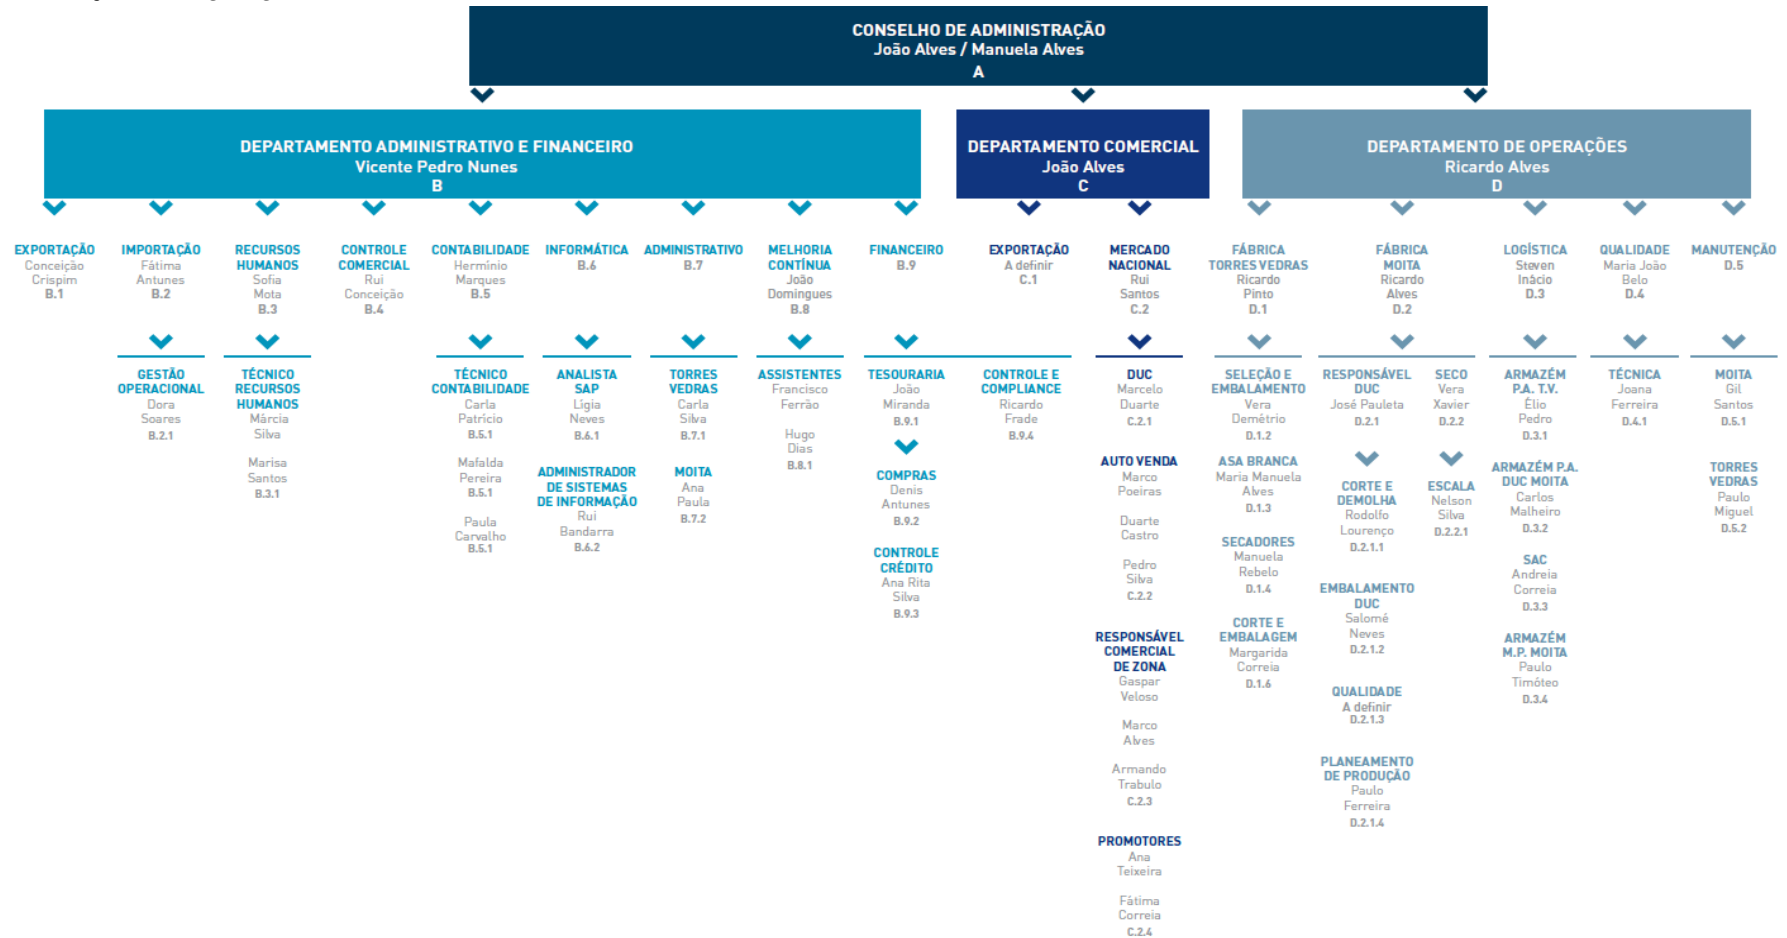 CONSELHO DE ADMINISTRAÇÃO
João Alves / Manuela Alves
A
DEPARTAMENTO ADMINISTRATIVO E FINANCEIRO
Vicente Pedro Nunes
B
DEPARTAMENTO COMERCIAL
João Alves
C
DEPARTAMENTO DE OPERAÇÕES
Ricardo Alves
D
EXPORTAÇÃO
Conceição
Crispim
B.1
IMPORTAÇÃO
Fátima
Antunes
B.2
RECURSOS
HUMANOS
Sofia
Mota
B.3
CONTROLE
COMERCIAL
Rui
Conceição
B.4
CONTABILIDADE
Hermínio
Marques
B.5
INFORMÁTICA
B.6
ADMINISTRATIVO
B.7
MELHORIA
CONTÍNUA
João
Domingues
B.8
FINANCEIRO
B.9
EXPORTAÇÃO
A definir
C.1
MERCADO
NACIONAL
Rui
Santos
C.2
FÁBRICA
TORRES VEDRAS
Ricardo
Pinto
D.1
FÁBRICA
MOITA
Ricardo
Alves
D.2
LOGÍSTICA
Steven
Inácio
D.3
QUALIDADE
Maria João
Belo
D.4
MANUTENÇÃO
D.5
GESTÃO
OPERACIONAL
Dora
Soares
B.2.1
TÉCNICO
RECURSOS
HUMANOS
Márcia
Silva
Marisa
Santos
B.3.1
TÉCNICO
CONTABILIDADE
Carla
Patrício
B.5.1
Mafalda
Pereira
B.5.1
Paula
Carvalho
B.5.1
ANALISTA
SAP
Lígia
Neves
B.6.1
ADMINISTRADOR
DE SISTEMAS
DE INFORMAÇÃO
Rui
Bandarra
B.6.2
TORRES
VEDRAS
Carla
Silva
B.7.1
MOITA
Ana
Paula
B.7.2
ASSISTENTES
Francisco
Ferrão
Hugo
Dias
B.8.1
TESOURARIA
João
Miranda
B.9.1
COMPRAS
Denis
Antunes
B.9.2
CONTROLE
CRÉDITO
Ana Rita
Silva
B.9.3
CONTROLE E
COMPLIANCE
Ricardo
Frade
B.9.4
DUC
Marcelo
Duarte
C.2.1
AUTO VENDA
Marco
Poeiras
Duarte
Castro
Pedro
Silva
C.2.2
RESPONSÁVEL
COMERCIAL
DE ZONA
Gaspar
Veloso
Marco
Alves
Armando
Trabulo
C.2.3
PROMOTORES
Ana
Teixeira
Fátima
Correia
C.2.4
SELEÇÃO E
EMBALAMENTO
Vera
Demétrio
D.1.2
ASA BRANCA
Maria Manuela
Alves
D.1.3
SECADORES
Manuela
Rebelo
D.1.4
CORTE E
EMBALAGEM
Margarida
Correia
D.1.6
RESPONSÁVEL
DUC
José Pauleta
D.2.1
CORTE E
DEMOLHA
Rodolfo
Lourenço
D.2.1.1
EMBALAMENTO
DUC
Salomé
Neves
D.2.1.2
QUALIDADE
A definir
D.2.1.3
PLANEAMENTO
DE PRODUÇÃO
Paulo
Ferreira
D.2.1.4
SECO
Vera
Xavier
D.2.2
ESCALA
Nelson
Silva
D.2.2.1
ARMAZÉM
P.A. T.V.
Élio
Pedro
D.3.1
ARMAZÉM P.A.
DUC MOITA
Carlos
Malheiro
D.3.2
SAC
Andreia
Correia
D.3.3
ARMAZÉM
M.P. MOITA
Paulo
Timóteo
D.3.4
TÉCNICA
Joana
Ferreira
D.4.1
MOITA
Gil
Santos
D.5.1
TORRES
VEDRAS
Paulo
Miguel
D.5.2